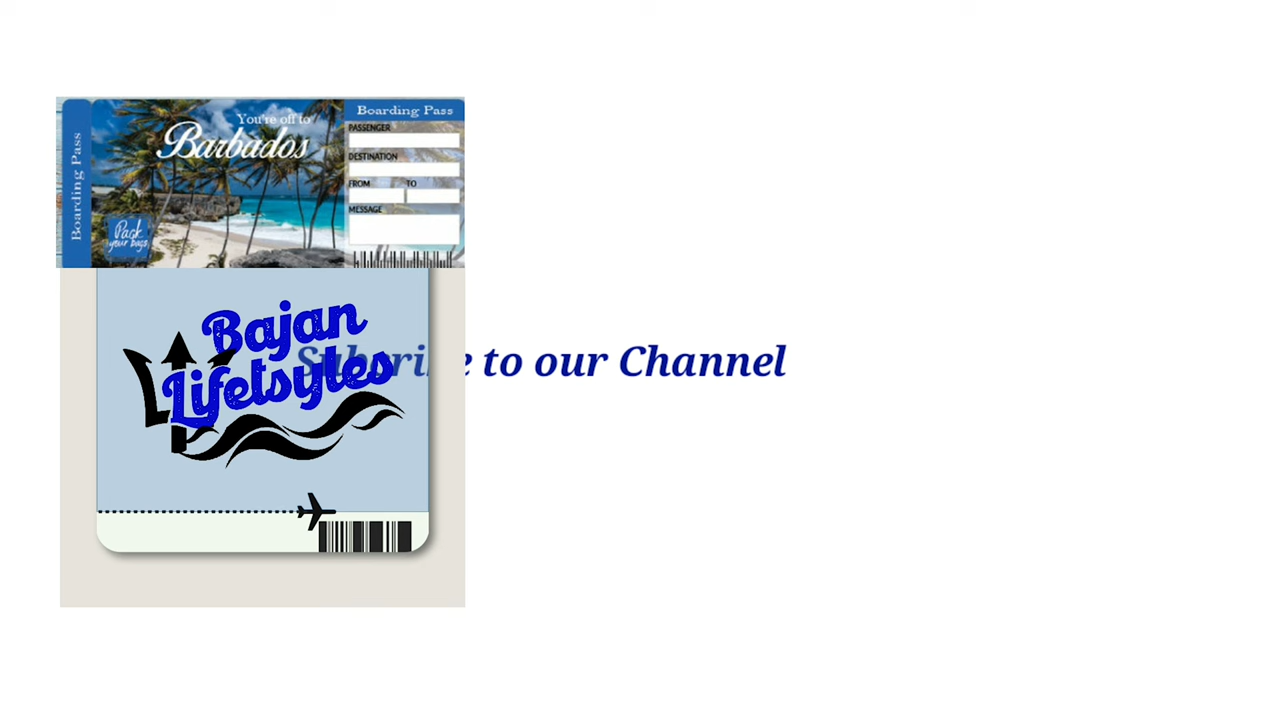 Boarding Pass
You're off to
Barbados
Pack
your bags
Boarding Pass
PASSENGER
DESTINATION
FROM TO
MESSAGE
Bajan
Lifetsyles
to our Channel